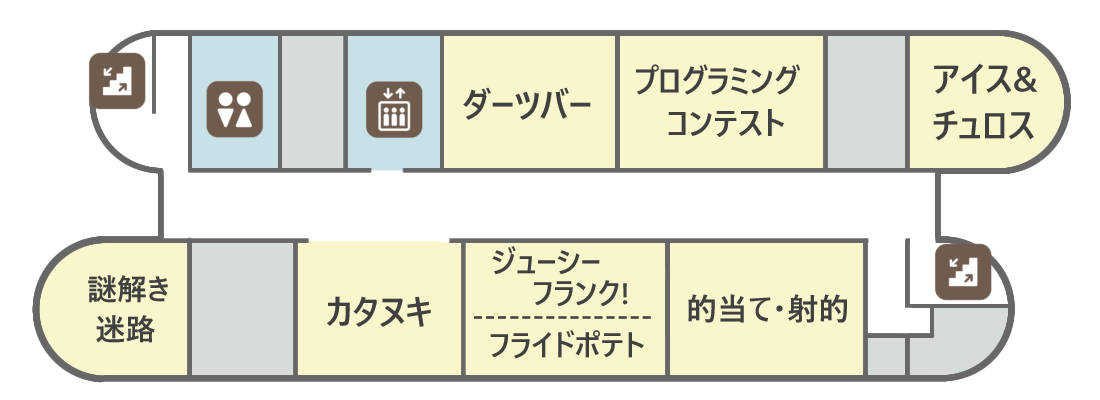 ダーツバー
プログラミング
コンテスト
アイス&
チュロス
謎解き
迷路
カタヌキ
ジューシー
フランク!
フライドポテト
的当て・射的